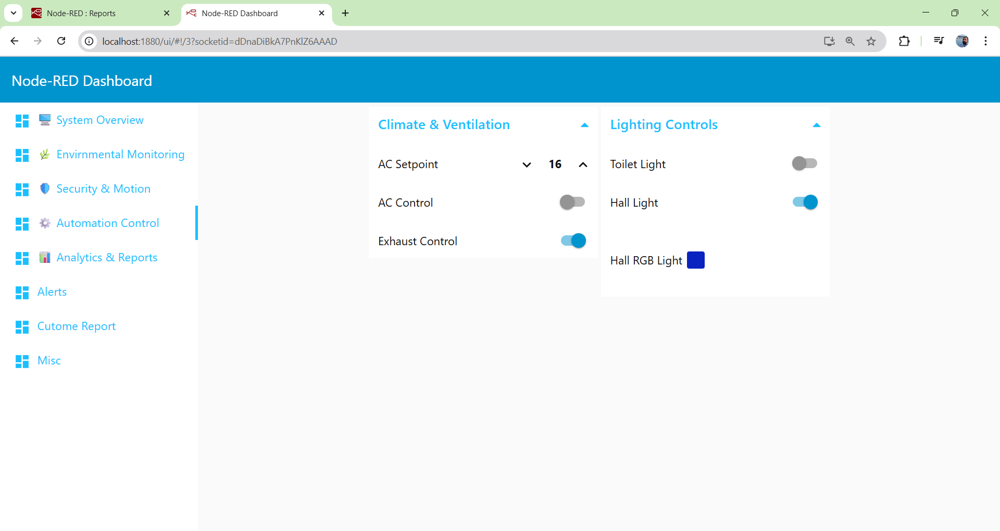 Node-RED : Reports
Node-RED Dashboard
localhost:1880/ui/#!/3?socketid=dDnaDiBkA7PnKlZ6AAAD
Node-RED Dashboard
System Overview
Envirnmental Monitoring
Security & Motion
Automation Control
Analytics & Reports
Alerts
Cutome Report
Misc
Climate & Ventilation
AC Setpoint 16
AC Control
Exhaust Control
Lighting Controls
Toilet Light
Hall Light
Hall RGB Light